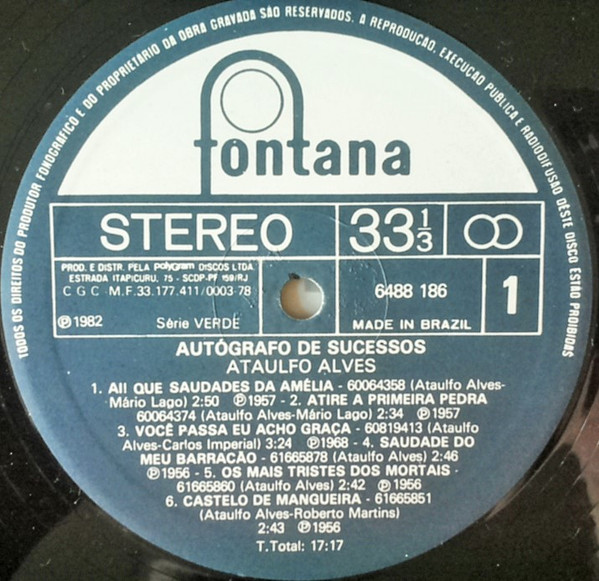 TODOS OS DIREITOS DO PRODUTOR FONOGRÁFICO E DO PROPRIETÁRIO DA OBRA GRAVADA SÃO RESERVADOS. A REPRODUÇÃO, EXECUÇÃO PÚBLICA E RADIODIFUSÃO DÊSTE DISCO ESTÃO PROIBIDAS
fontana
STEREO 33 1/3
PROD. E DISTR. PELA polygram DISCOS LTDA.
ESTRADA ITAPICURU, 75 - SCDP-PF 159/RJ
C G C - M.F. 33.177.411/0003-78
℗1982 Série VERDE
6488 186
MADE IN BRAZIL
1
AUTÓGRAFO DE SUCESSOS
ATAULFO ALVES
1. AII QUE SAUDADES DA AMÉLIA - 60064358 (Ataulfo Alves-
Mário Lago) 2:50 ℗1957 - 2. ATIRE A PRIMEIRA PEDRA
60064374 (Ataulfo Alves-Mário Lago) 2:34 ℗1957
3. VOCÊ PASSA EU ACHO GRAÇA - 60819413 (Ataulfo
Alves-Carlos Imperial) 3:24 ℗1968 - 4. SAUDADE DO
MEU BARRACÃO - 61665878 (Ataulfo Alves) 2:46
℗1956 - 5. OS MAIS TRISTES DOS MORTAIS -
61665860 (Ataulfo Alves) 2:42 ℗1956
6. CASTELO DE MANGUEIRA - 61665851
(Ataulfo Alves-Roberto Martins)
2:43 ℗1956
T.Total: 17:17